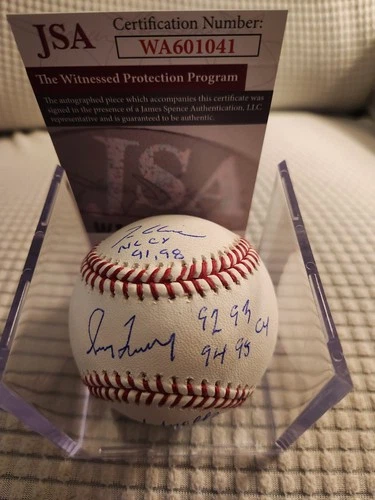 JSA
Certification Number:
WA601041
The Witnessed Protection Program
The autographed piece which accompanies this certificate was
signed in the presence of a James Spence Authentication, LLC
representative and is guaranteed to be authentic.
JSA
NL CY
91, 98
92 93
CY
94 95